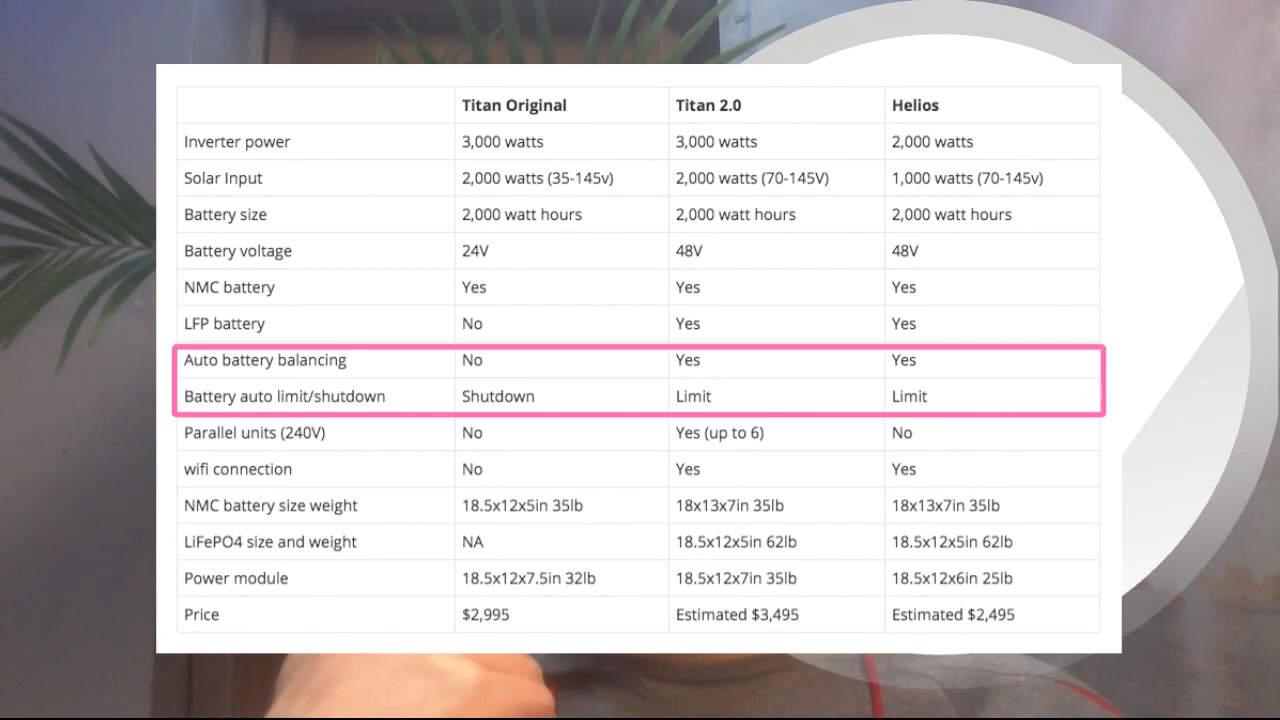 Titan Original Titan 2.0 Helios
Inverter power 3,000 watts 3,000 watts 2,000 watts
Solar Input 2,000 watts (35-145v) 2,000 watts (70-145V) 1,000 watts (70-145v)
Battery size 2,000 watt hours 2,000 watt hours 2,000 watt hours
Battery voltage 24V 48V 48V
NMC battery Yes Yes Yes
LFP battery No Yes Yes
Auto battery balancing No Yes Yes
Battery auto limit/shutdown Shutdown Limit Limit
Parallel units (240V) No Yes (up to 6) No
wifi connection No Yes Yes
NMC battery size weight 18.5x12x5in 35lb 18x13x7in 35lb 18x13x7in 35lb
LiFePO4 size and weight NA 18.5x12x5in 62lb 18.5x12x5in 62lb
Power module 18.5x12x7.5in 32lb 18.5x12x7in 35lb 18.5x12x6in 25lb
Price $2,995 Estimated $3,495 Estimated $2,495